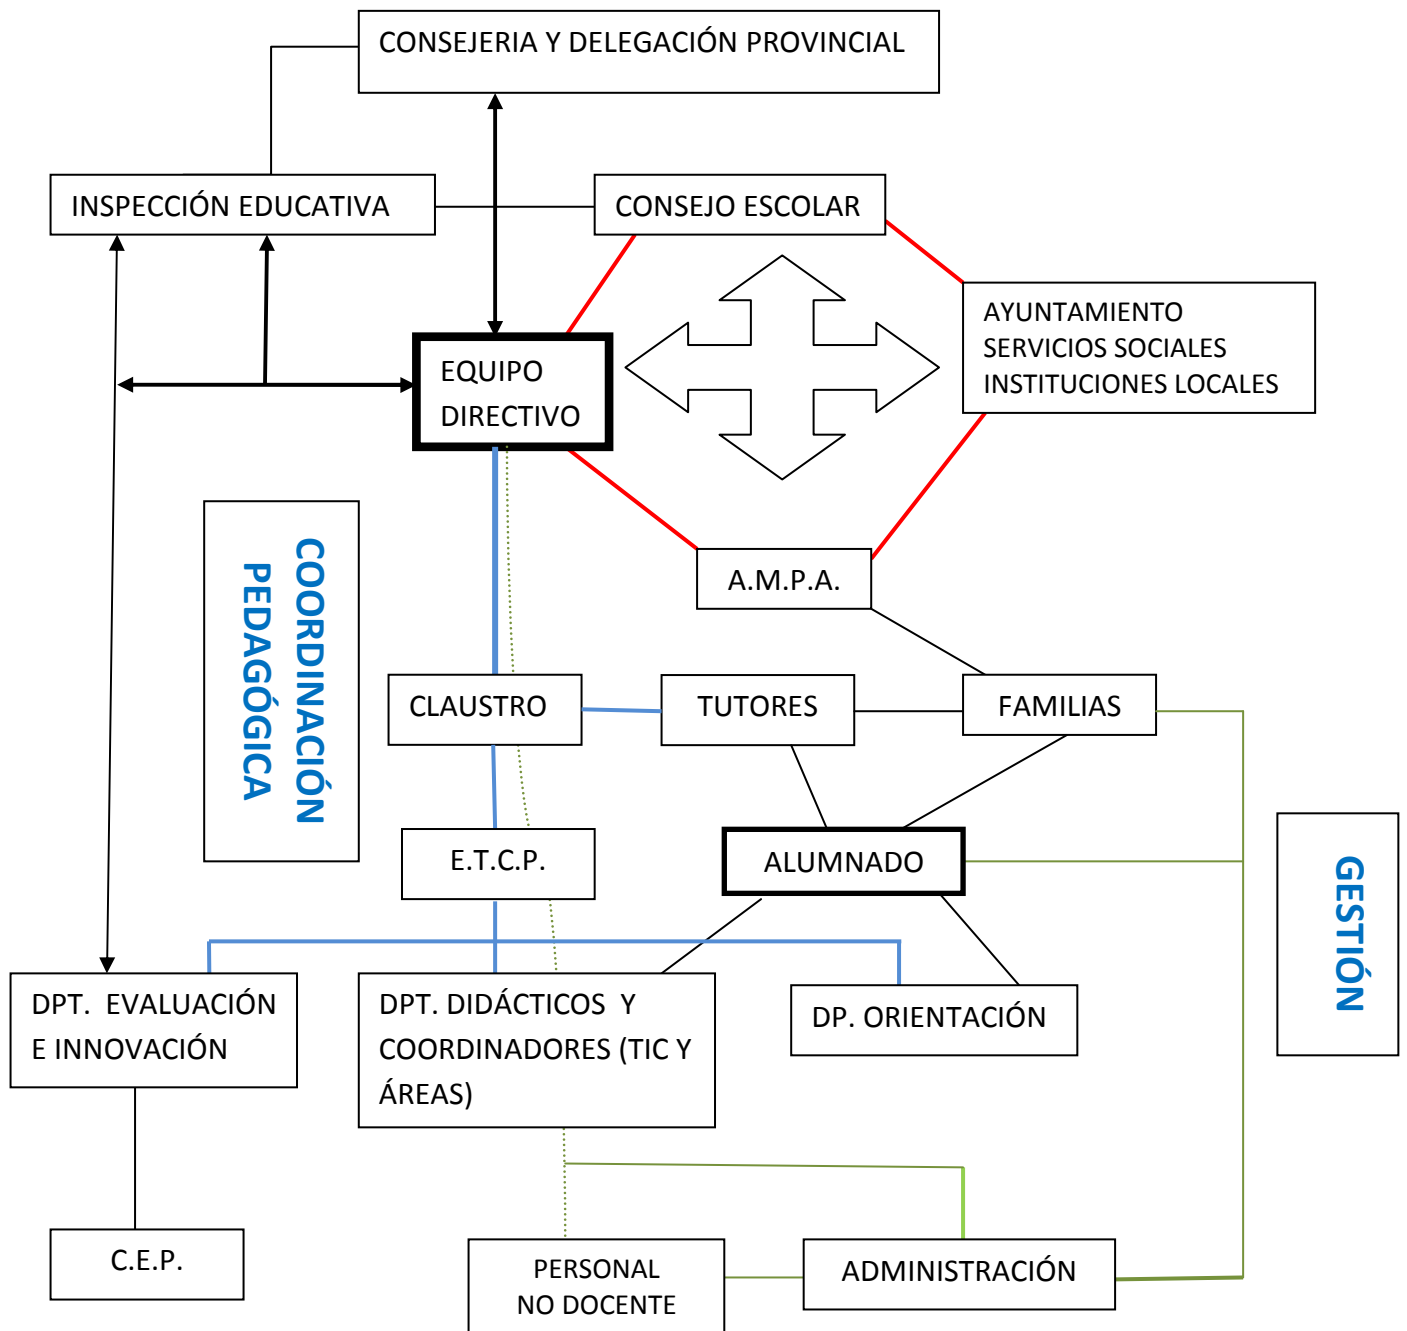 CONSEJERIA Y DELEGACIÓN PROVINCIAL
INSPECCIÓN EDUCATIVA
CONSEJO ESCOLAR
AYUNTAMIENTO
SERVICIOS SOCIALES
INSTITUCIONES LOCALES
EQUIPO
DIRECTIVO
COORDINACIÓN
PEDAGÓGICA
A.M.P.A.
CLAUSTRO
TUTORES
FAMILIAS
E.T.C.P.
ALUMNADO
GESTIÓN
DPT. EVALUACIÓN
E INNOVACIÓN
DPT. DIDÁCTICOS Y
COORDINADORES (TIC Y
ÁREAS)
DP. ORIENTACIÓN
C.E.P.
PERSONAL
NO DOCENTE
ADMINISTRACIÓN